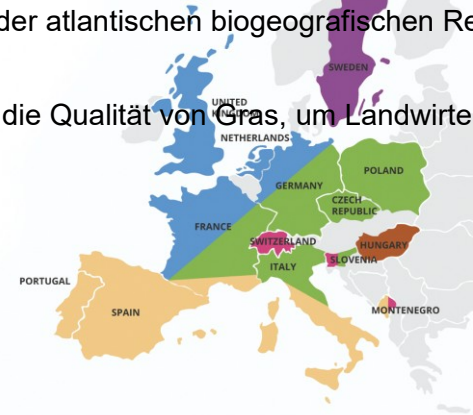 der atlantischen biogeografischen Re
SWEDEN
UNITED
KINGDOM
die Qualität von Gras, um Landwirte
NETHERLANDS
POLAND
GERMANY
CZECH
REPUBLIC
FRANCE
SWITZERLAND
HUNGARY
SLOVENIA
ITALY
PORTUGAL
SPAIN
MONTENEGRO